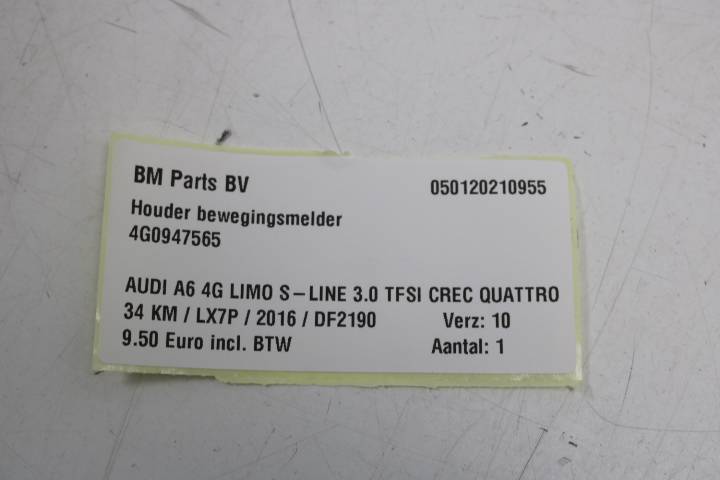 BM Parts BV 050120210955
Houder bewegingsmelder
4G0947565
AUDI A6 4G LIMO S-LINE 3.0 TFSI CREC QUATTRO
34 KM / LX7P / 2016 / DF2190 Verz: 10
9.50 Euro incl. BTW Aantal: 1